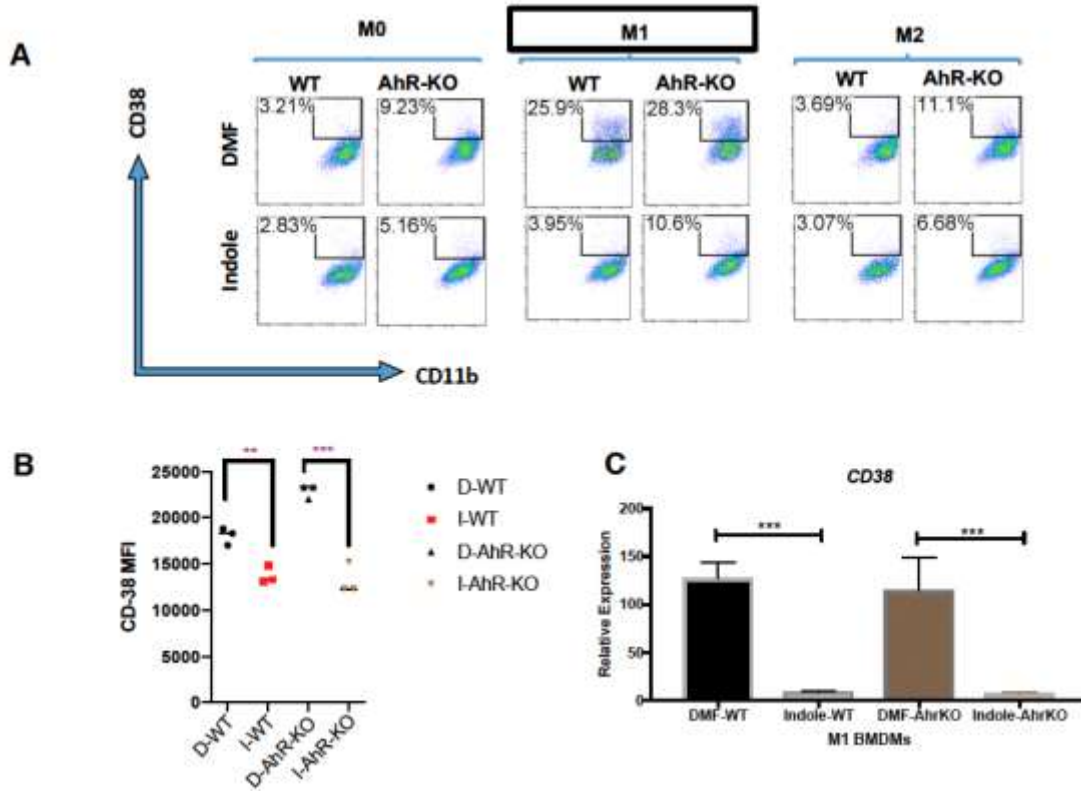 A
M0
M1
M2
WT
AhR-KO
WT
AhR-KO
WT
AhR-KO
CD38
DMF
3.21%
9.23%
25.9%
28.3%
3.69%
11.1%
Indole
2.83%
5.16%
3.95%
10.6%
3.07%
6.68%
CD11b
B
**
***
CD-38 MFI
25000
20000
15000
10000
5000
0
D-WT
I-WT
D-AhR-KO
I-AhR-KO
D-WT
I-WT
D-AhR-KO
I-AhR-KO
C
CD38
Relative Expression
200
150
100
50
0
***
***
DMF-WT
Indole-WT
DMF-AhrKO
Indole-AhrKO
M1 BMDMs